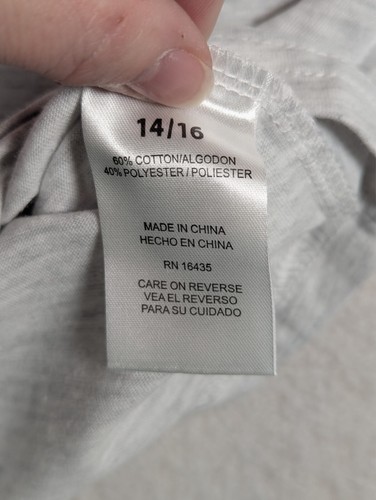 14/16
60% COTTON/ALGODON
40% POLYESTER/POLIESTER
MADE IN CHINA
HECHO EN CHINA
RN 16435
CARE ON REVERSE
VEA EL REVERSO
PARA SU CUIDADO